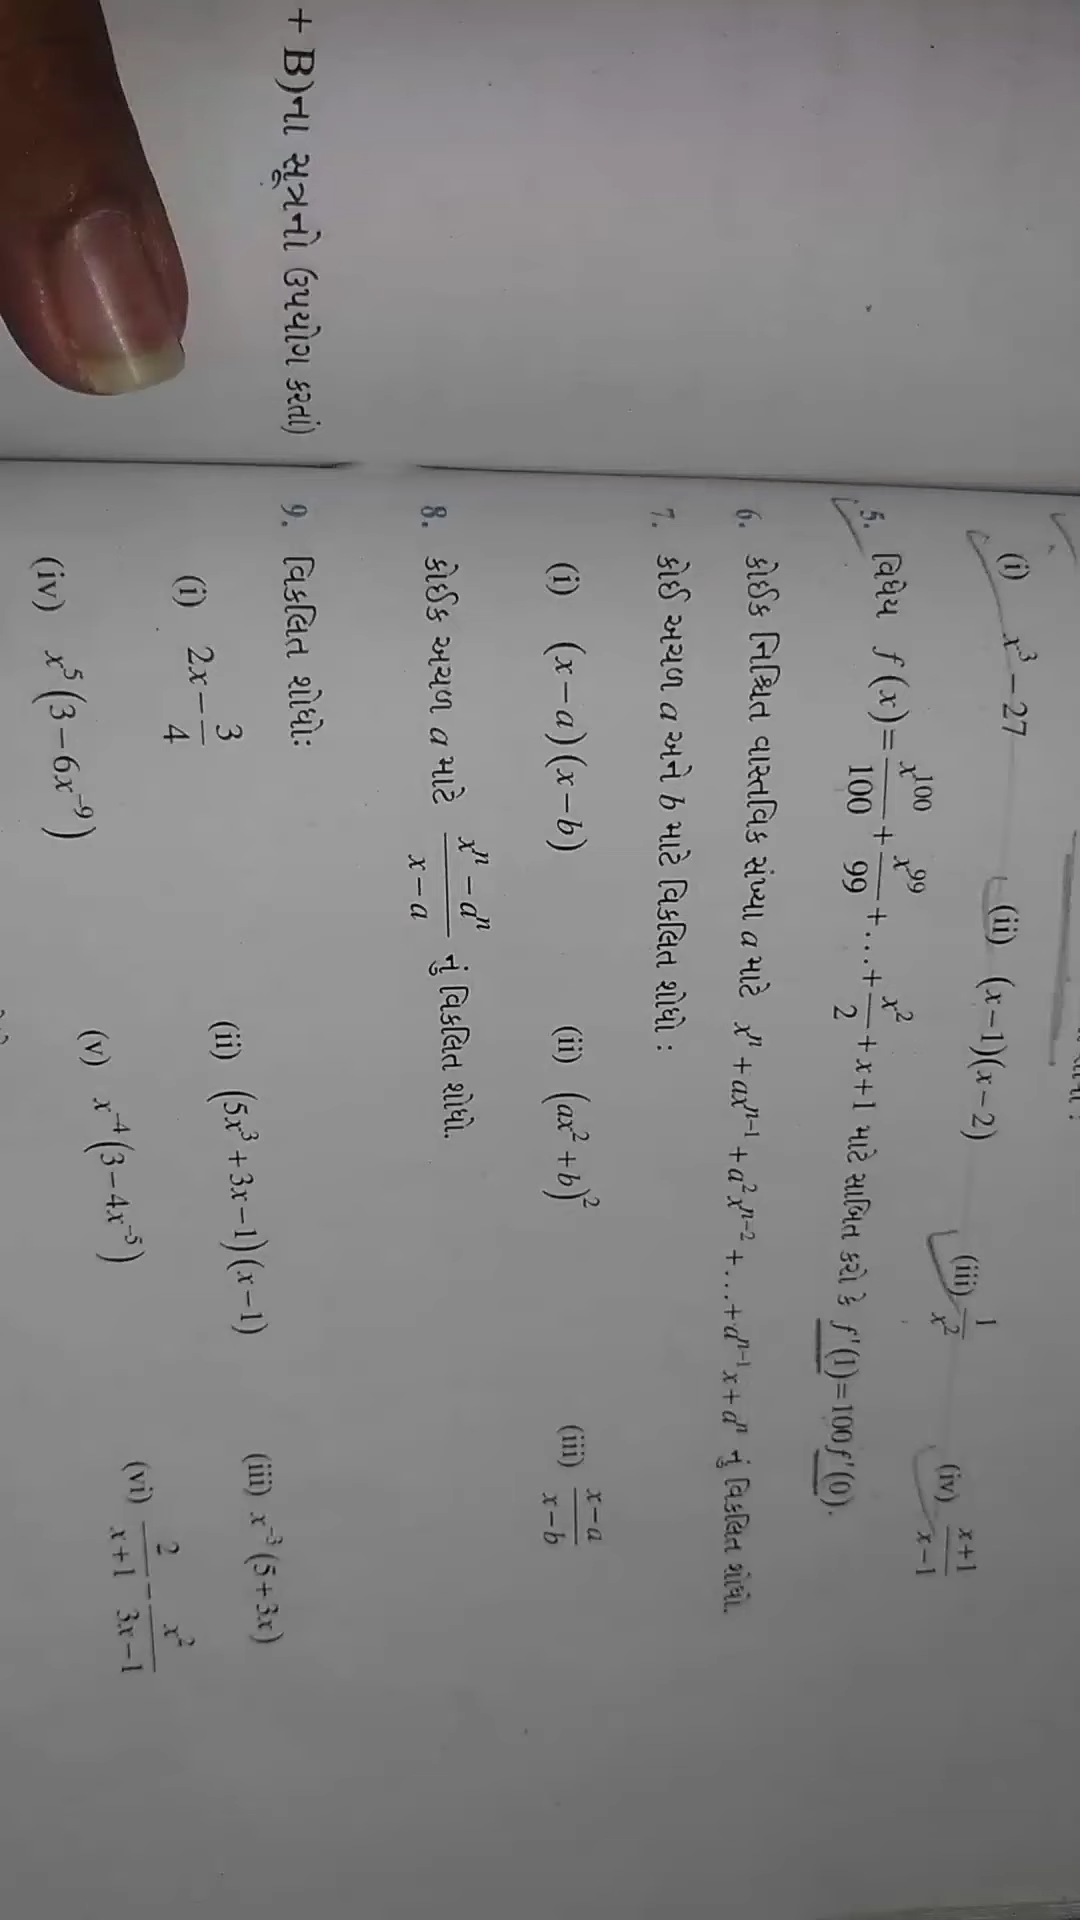 + B)ના સૂત્રનો ઉપયોગ કરતાં)
(i) x³ – 27 (ii) (x – 1)(x – 2) (iii) 1/x² (iv) (x+1)/(x–1)
5. વિધેય f(x) = x¹⁰⁰/100 + x⁹⁹/99 + ... + x²/2 + x + 1 માટે સાબિત કરો કે f′(1) = 100f′(0).
6. કોઈક નિશ્ચિત વાસ્તવિક સંખ્યા a માટે xⁿ + axⁿ⁻¹ + a²xⁿ⁻² + ... + aⁿ⁻¹x + aⁿ નું વિકલિત શોધો.
7. કોઈ અચળ a અને b માટે વિકલિત શોધો :
(i) (x – a)(x – b) (ii) (ax² + b)² (iii) (x–a)/(x–b)
8. કોઈક અચળ a માટે (xⁿ – aⁿ)/(x – a) નું વિકલિત શોધો.
9. વિકલિત શોધો:
(i) 2x – 3/4 (ii) (5x³ + 3x – 1)(x – 1) (iii) x⁻³(5 + 3x)
(iv) x⁵(3 – 6x⁻⁹) (v) x⁻⁴(3 – 4x⁻⁵) (vi) 2/(x+1) – x²/(3x–1)